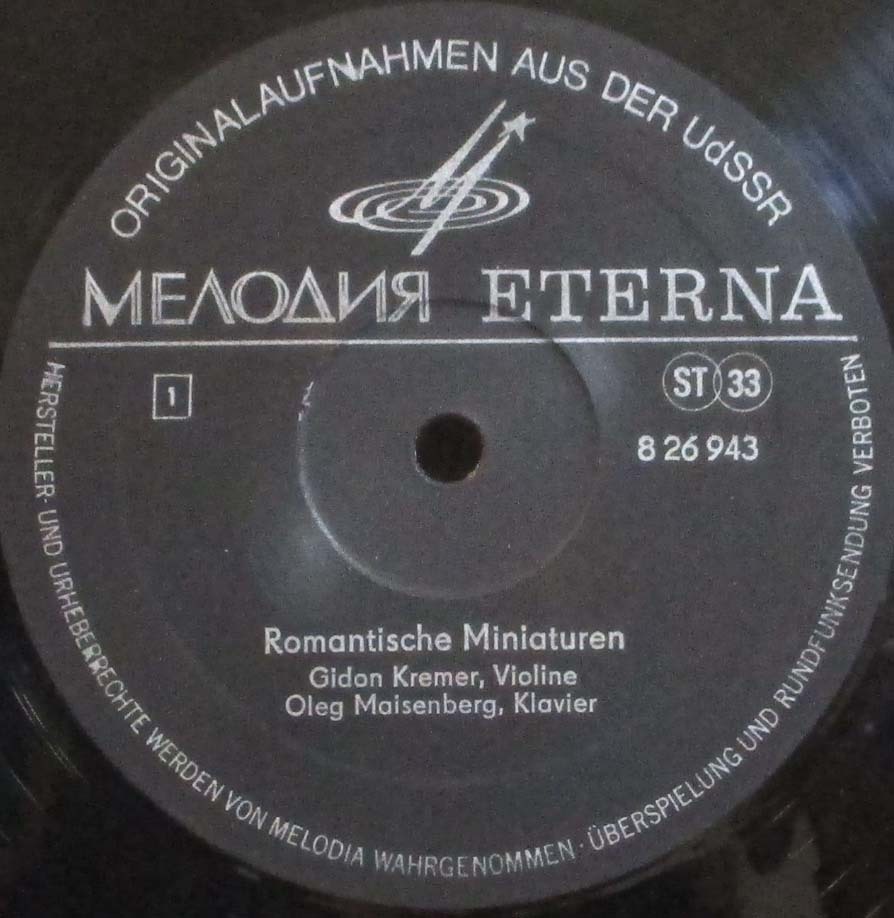 ORIGINALAUFNAHMEN AUS DER UdSSR
МЕЛОДИЯ ETERNA
1
ST 33
8 26 943
Romantische Miniaturen
Gidon Kremer, Violine
Oleg Maisenberg, Klavier
HERSTELLER- UND URHEBERRECHTE WERDEN VON MELODIA WAHRGENOMMEN · ÜBERSPIELUNG UND RUNDFUNKSENDUNG VERBOTEN